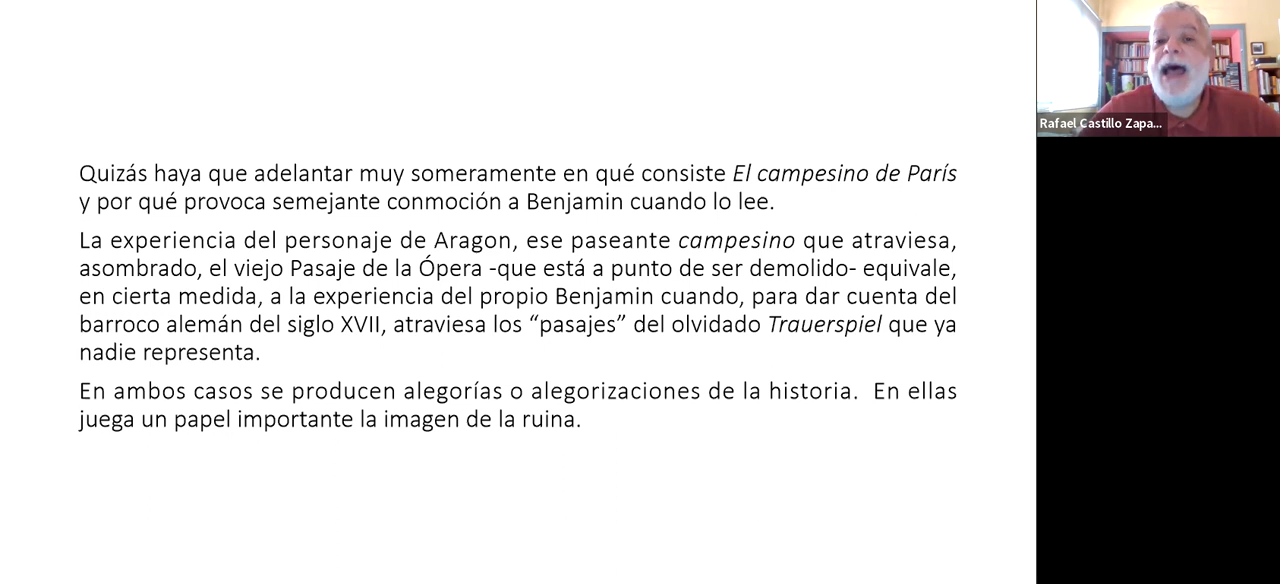 Quizás haya que adelantar muy someramente en qué consiste El campesino de París
y por qué provoca semejante conmoción a Benjamin cuando lo lee.
La experiencia del personaje de Aragon, ese paseante campesino que atraviesa,
asombrado, el viejo Pasaje de la Ópera -que está a punto de ser demolido- equivale,
en cierta medida, a la experiencia del propio Benjamin cuando, para dar cuenta del
barroco alemán del siglo XVII, atraviesa los “pasajes” del olvidado Trauerspiel que ya
nadie representa.
En ambos casos se producen alegorías o alegorizaciones de la historia.  En ellas
juega un papel importante la imagen de la ruina.
Rafael Castillo Zapa...